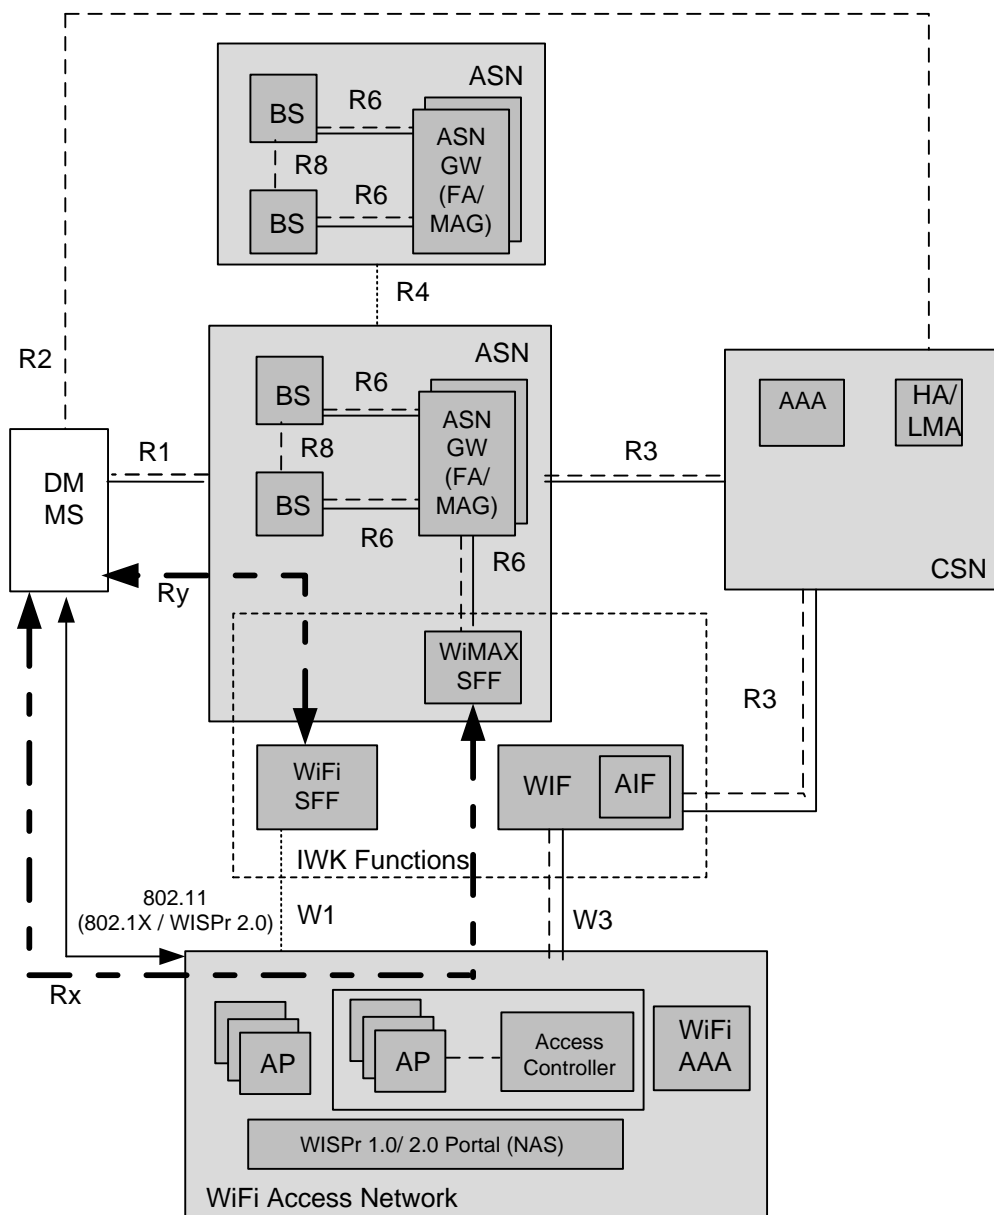 ASN
BS
R6
ASN
GW
(FA/
MAG)
R8
R6
BS
R4
R2
ASN
BS
R6
ASN
GW
(FA/
MAG)
R8
BS
R6
R6
AAA
HA/
LMA
CSN
R1
R3
DM
MS
Ry
WiMAX
SFF
R3
WiFi
SFF
WIF
AIF
IWK Functions
802.11
(802.1X / WISPr 2.0)
W1
W3
Rx
AP
AP
Access
Controller
WiFi
AAA
WISPr 1.0/ 2.0 Portal (NAS)
WiFi Access Network